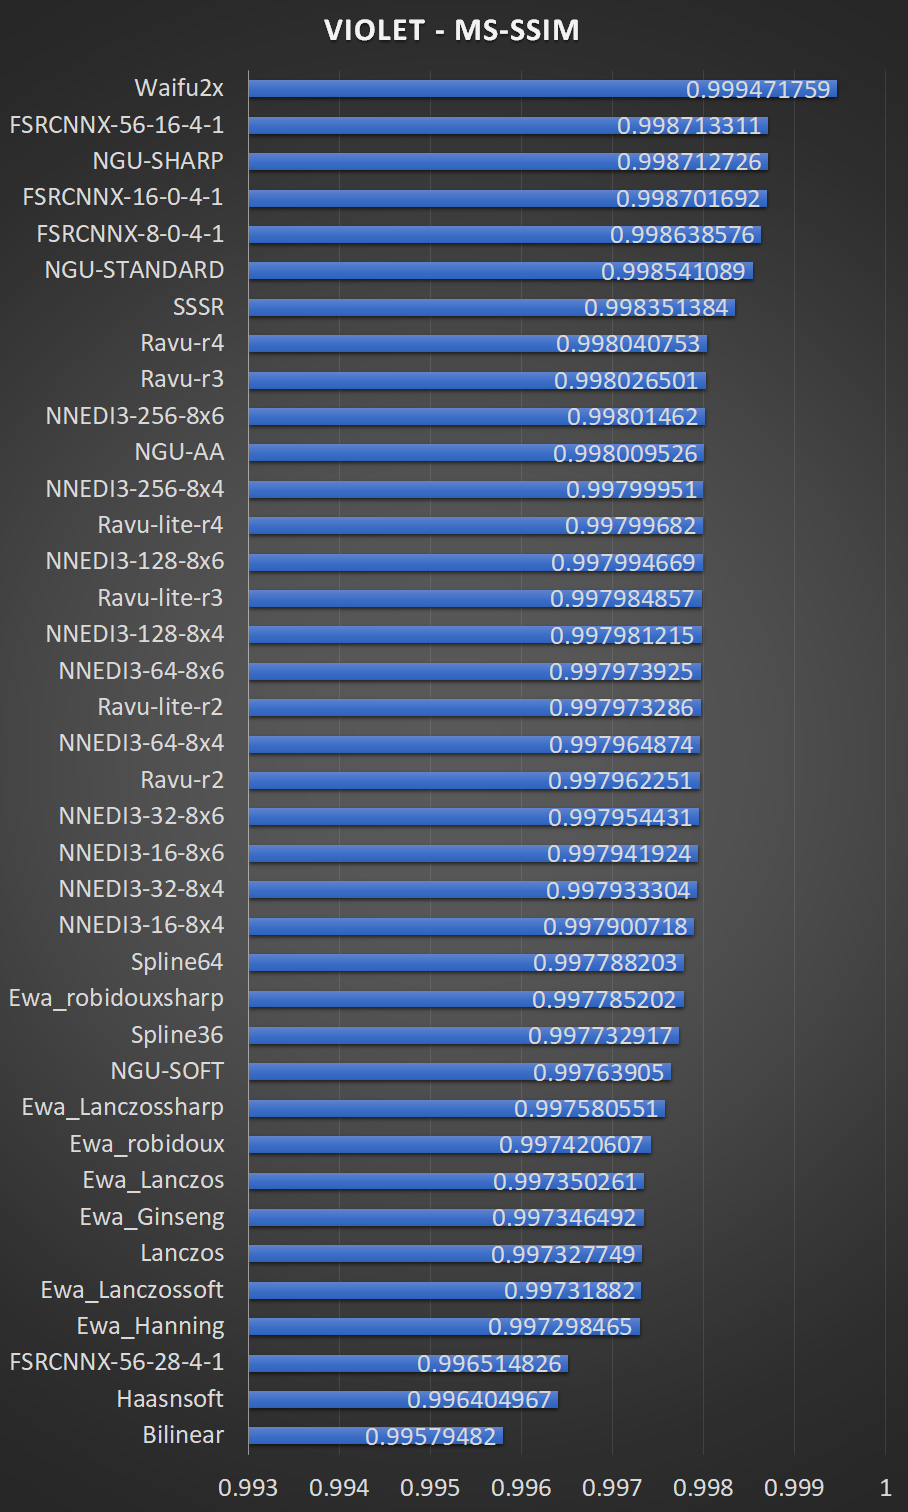 VIOLET - MS-SSIM
Waifu2x 0.999471759
FSRCNNX-56-16-4-1 0.998713311
NGU-SHARP 0.998712726
FSRCNNX-16-0-4-1 0.998701692
FSRCNNX-8-0-4-1 0.998638576
NGU-STANDARD 0.998541089
SSSR 0.998351384
Ravu-r4 0.998040753
Ravu-r3 0.998026501
NNEDI3-256-8x6 0.99801462
NGU-AA 0.998009526
NNEDI3-256-8x4 0.99799951
Ravu-lite-r4 0.99799682
NNEDI3-128-8x6 0.997994669
Ravu-lite-r3 0.997984857
NNEDI3-128-8x4 0.997981215
NNEDI3-64-8x6 0.997973925
Ravu-lite-r2 0.997973286
NNEDI3-64-8x4 0.997964874
Ravu-r2 0.997962251
NNEDI3-32-8x6 0.997954431
NNEDI3-16-8x6 0.997941924
NNEDI3-32-8x4 0.997933304
NNEDI3-16-8x4 0.997900718
Spline64 0.997788203
Ewa_robidouxsharp 0.997785202
Spline36 0.997732917
NGU-SOFT 0.99763905
Ewa_Lanczossharp 0.997580551
Ewa_robidoux 0.997420607
Ewa_Lanczos 0.997350261
Ewa_Ginseng 0.997346492
Lanczos 0.997327749
Ewa_Lanczossoft 0.99731882
Ewa_Hanning 0.997298465
FSRCNNX-56-28-4-1 0.996514826
Haasnsoft 0.996404967
Bilinear 0.99579482
0.993 0.994 0.995 0.996 0.997 0.998 0.999 1